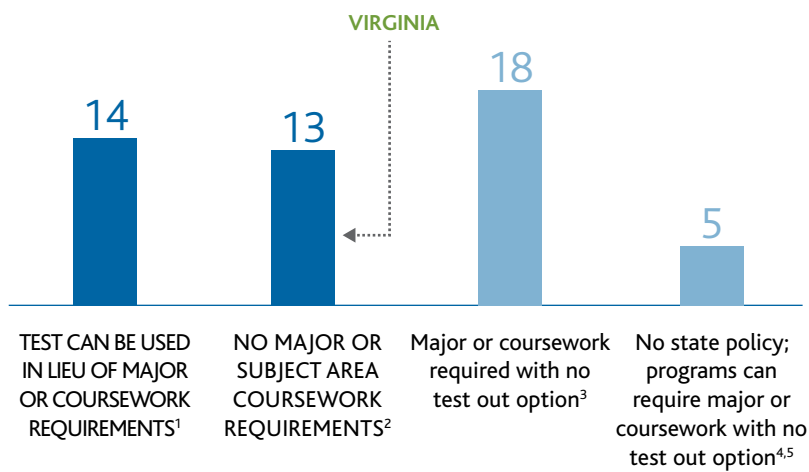 VIRGINIA
14
13
18
5
TEST CAN BE USED
IN LIEU OF MAJOR
OR COURSEWORK
REQUIREMENTS1
NO MAJOR OR
SUBJECT AREA
COURSEWORK
REQUIREMENTS2
Major or coursework
required with no
test out option3
No state policy;
programs can
require major or
coursework with no
test out option4,5